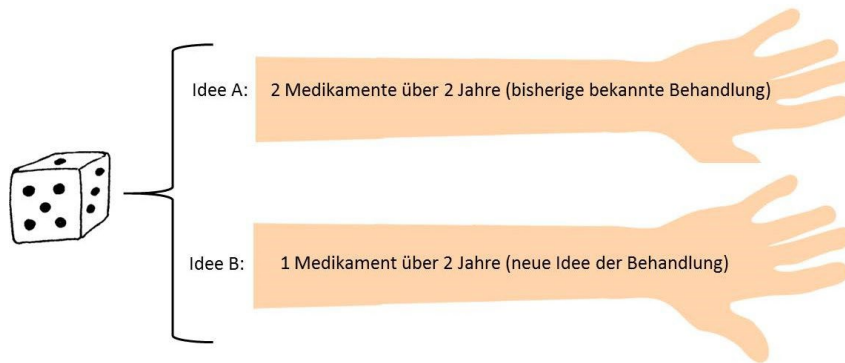 Idee A: 2 Medikamente über 2 Jahre (bisherige bekannte Behandlung)
Idee B: 1 Medikament über 2 Jahre (neue Idee der Behandlung)